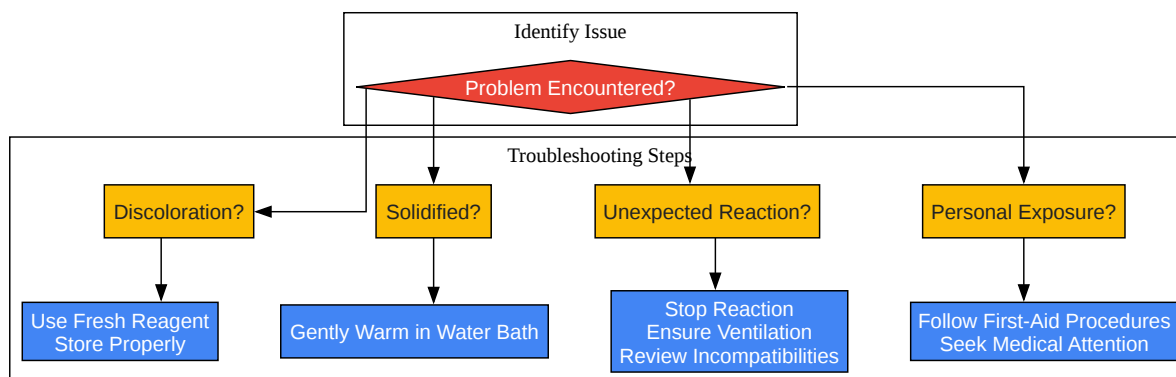 Identify Issue
Problem Encountered?
Troubleshooting Steps
Discoloration?
Solidified?
Unexpected Reaction?
Personal Exposure?
Use Fresh Reagent
Store Properly
Gently Warm in Water Bath
Stop Reaction
Ensure Ventilation
Review Incompatibilities
Follow First-Aid Procedures
Seek Medical Attention